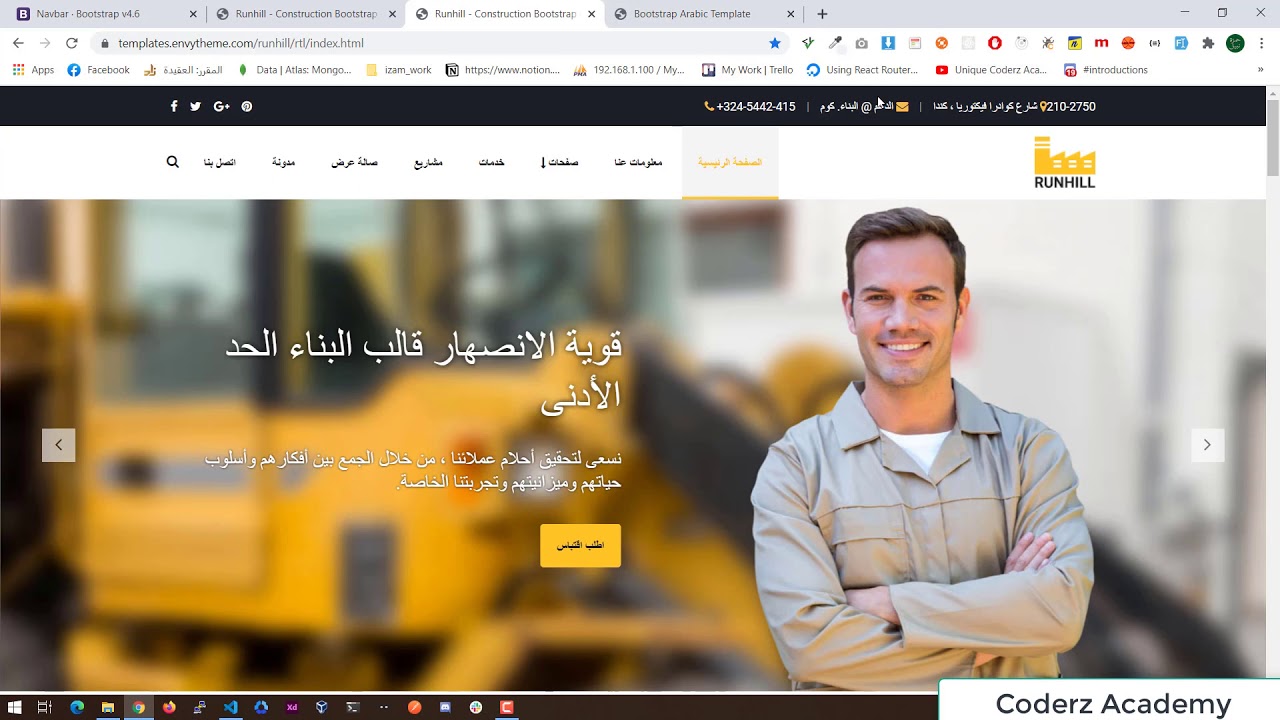 Navbar · Bootstrap v4.6
Runhill - Construction Bootstrap
Runhill - Construction Bootstrap
Bootstrap Arabic Template
templates.envytheme.com/runhill/rtl/index.html
Apps
Facebook
المقرر: العقيدة
Data | Atlas: Mongo...
izam_work
https://www.notion....
192.168.1.100 / My...
My Work | Trello
Using React Router...
Unique Coderz Aca...
#introductions
210-2750 شارع كوادرا فيكتوريا ، كندا
الدعم @ البناء. كوم
+324-5442-415
RUNHILL
الصفحة الرئيسية
معلومات عنا
صفحات
خدمات
مشاريع
صالة عرض
مدونة
اتصل بنا
قوية الانصهار قالب البناء الحد
الأدنى
نسعى لتحقيق أحلام عملائنا ، من خلال الجمع بين أفكارهم وأسلوب
حياتهم وميزانيتهم وتجربتنا الخاصة.
اطلب اقتباس
Coderz Academy